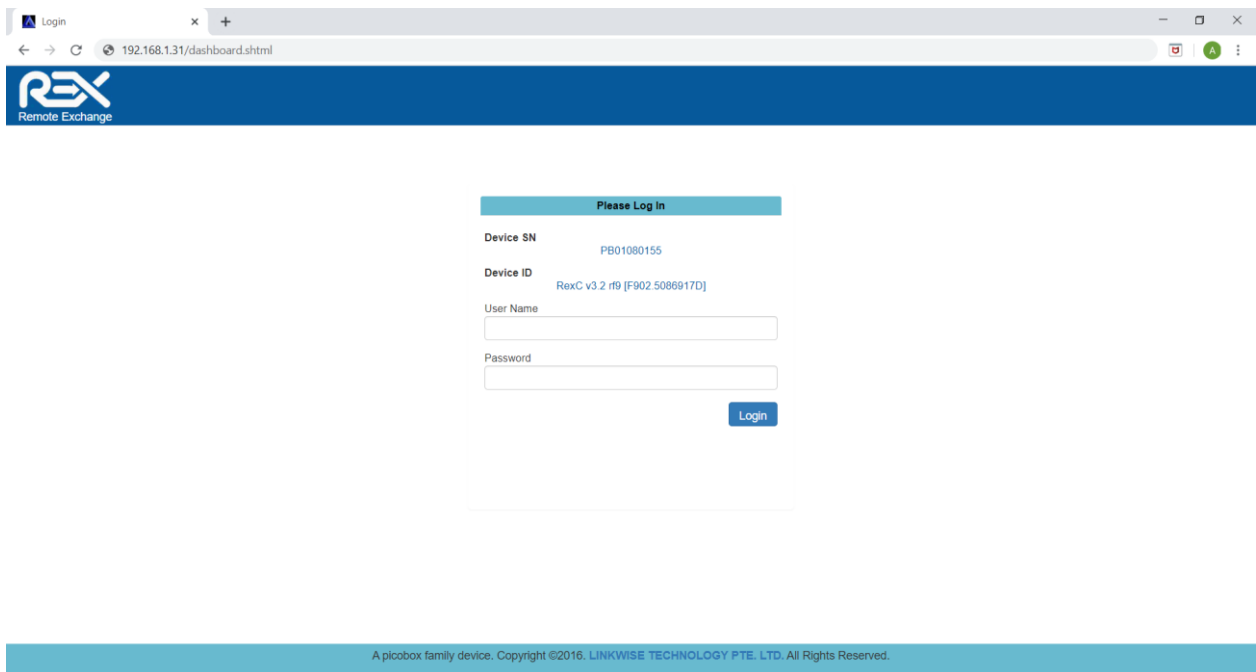 Login
192.168.1.31/dashboard.shtml
A
REX
Remote Exchange
Please Log In
Device SN
PB01080155
Device ID
RexC v3.2 rf9 [F902.5086917D]
User Name
Password
Login
A picobox family device. Copyright ©2016. LINKWISE TECHNOLOGY PTE. LTD. All Rights Reserved.